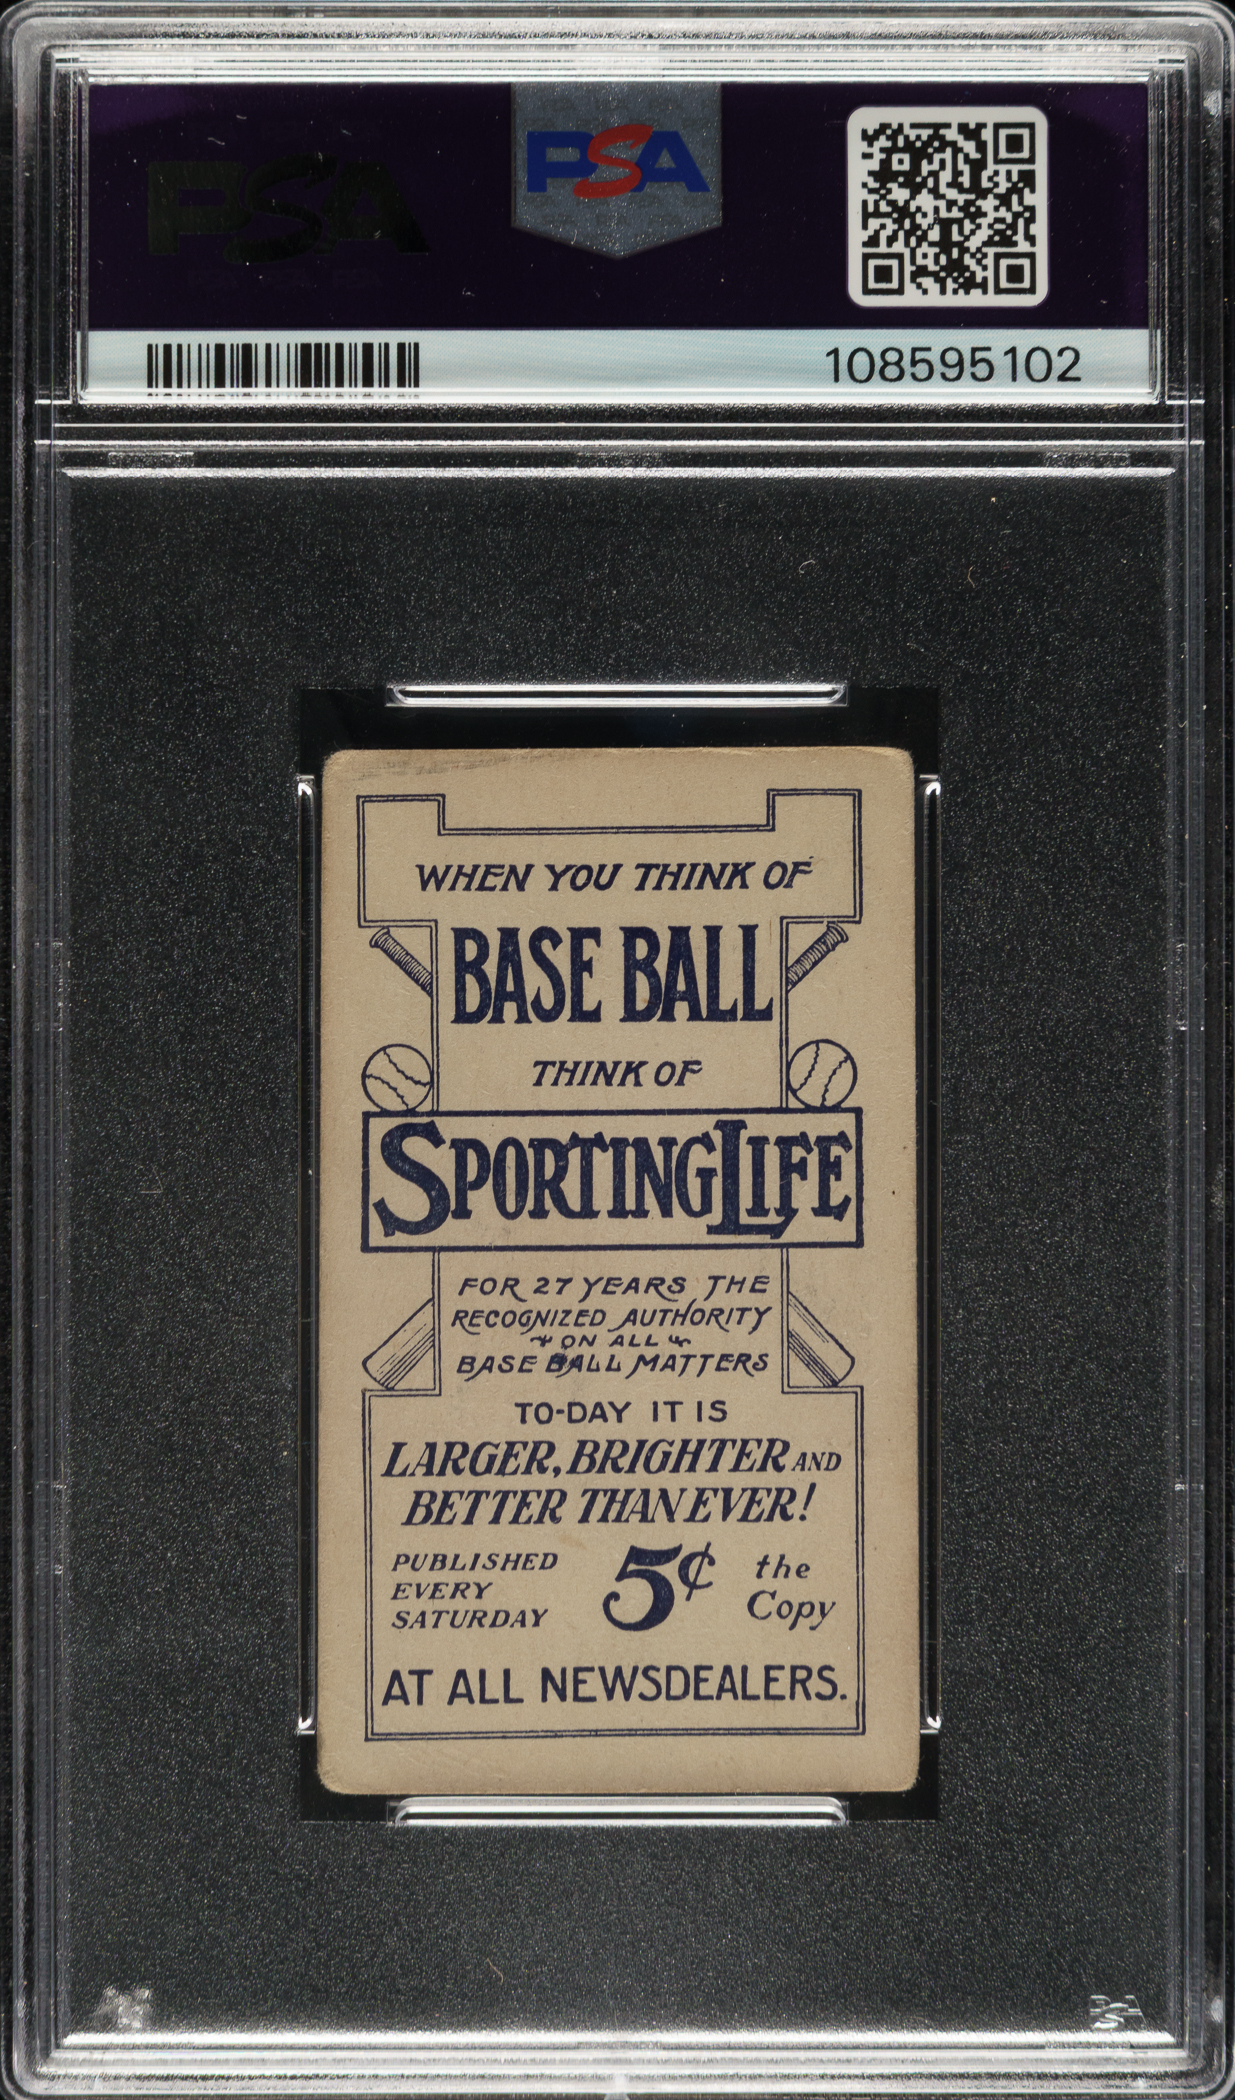 PSA
PSA
108595102
WHEN YOU THINK OF
BASE BALL
THINK OF
SPORTING LIFE
FOR 27 YEARS THE
RECOGNIZED AUTHORITY
ON ALL
BASE BALL MATTERS
TO-DAY IT IS
LARGER, BRIGHTER AND
BETTER THAN EVER!
PUBLISHED EVERY SATURDAY
5¢
the Copy
AT ALL NEWSDEALERS.
PSA